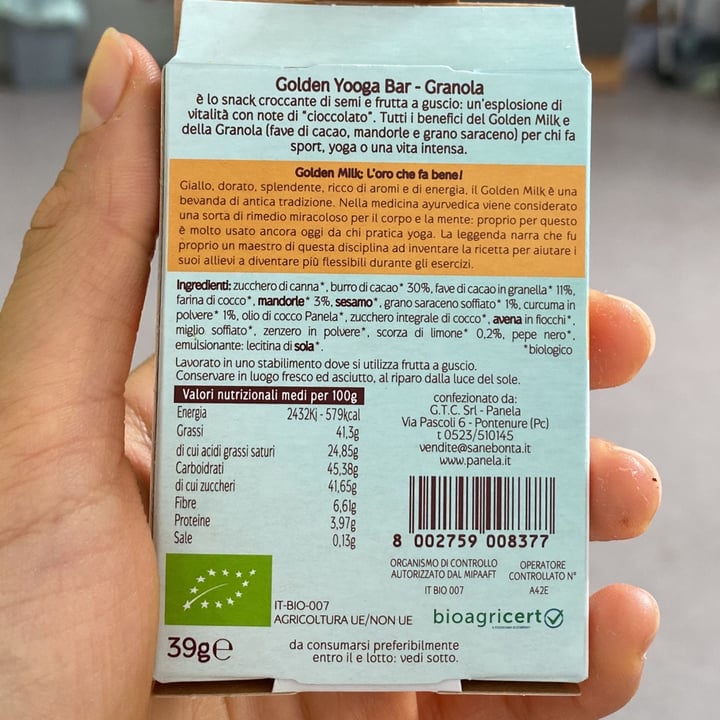 Golden Yooga Bar - Granola
è lo snack croccante di semi e frutta a guscio: un'esplosione di
vitalità con note di "cioccolato". Tutti i benefici del Golden Milk e
della Granola (fave di cacao, mandorle e grano saraceno) per chi fa
sport, yoga o una vita intensa.
Golden Milk: L'oro che fa bene!
Giallo, dorato, splendente, ricco di aromi e di energia, il Golden Milk è una
bevanda di antica tradizione. Nella medicina ayurvedica viene considerato
una sorta di rimedio miracoloso per il corpo e la mente: proprio per questo
è molto usato ancora oggi da chi pratica yoga. La leggenda narra che fu
proprio un maestro di questa disciplina ad inventare la ricetta per aiutare i
suoi allievi a diventare più flessibili durante gli esercizi.
Ingredienti: zucchero di canna*, burro di cacao* 30%, fave di cacao in granella* 11%,
farina di cocco*, mandorle* 3%, sesamo*, grano saraceno soffiato* 1%, curcuma in
polvere* 1%, olio di cocco Panela*, zucchero integrale di cocco*, avena in fiocchi*,
miglio soffiato*, zenzero in polvere*, scorza di limone* 0,2%, pepe nero*,
emulsionante: lecitina di soia*. *biologico
Lavorato in uno stabilimento dove si utilizza frutta a guscio.
Conservare in luogo fresco ed asciutto, al riparo dalla luce del sole.
Valori nutrizionali medi per 100g
Energia 2432Kj - 579kcal
Grassi 41,3g
di cui acidi grassi saturi 24,85g
Carboidrati 45,38g
di cui zuccheri 41,65g
Fibre 6,61g
Proteine 3,97g
Sale 0,13g
confezionato da:
G.T.C. Srl - Panela
Via Pascoli 6 - Pontenure (Pc)
t 0523/510145
vendite@sanebonta.it
www.panela.it
8 002759 008377
ORGANISMO DI CONTROLLO
AUTORIZZATO DAL MIPAAFT
IT BIO 007
OPERATORE
CONTROLLATO N°
A42E
IT-BIO-007
AGRICOLTURA UE/NON UE
bioagricert
39g e
da consumarsi preferibilmente
entro il e lotto: vedi sotto.